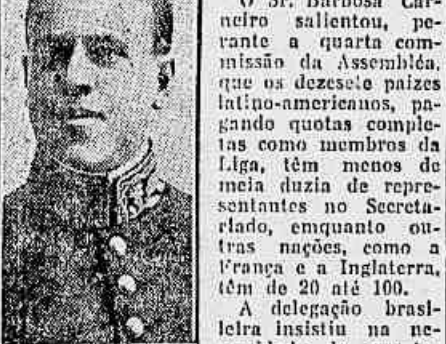 O Sr. Barbosa Car-
neiro salientou, pe-
rante a quarta com-
missão da Assembléa,
que os dezesete paizes
latino-americanos, pa-
gando quotas comple-
tas como membros da
Liga, têm menos de
meia duzia de repre-
sentantes no Secreta-
riado, emquanto ou-
tras nações, como a
França e a Inglaterra,
têm de 20 até 100.
A delegação brasi-
leira insistiu na ne-